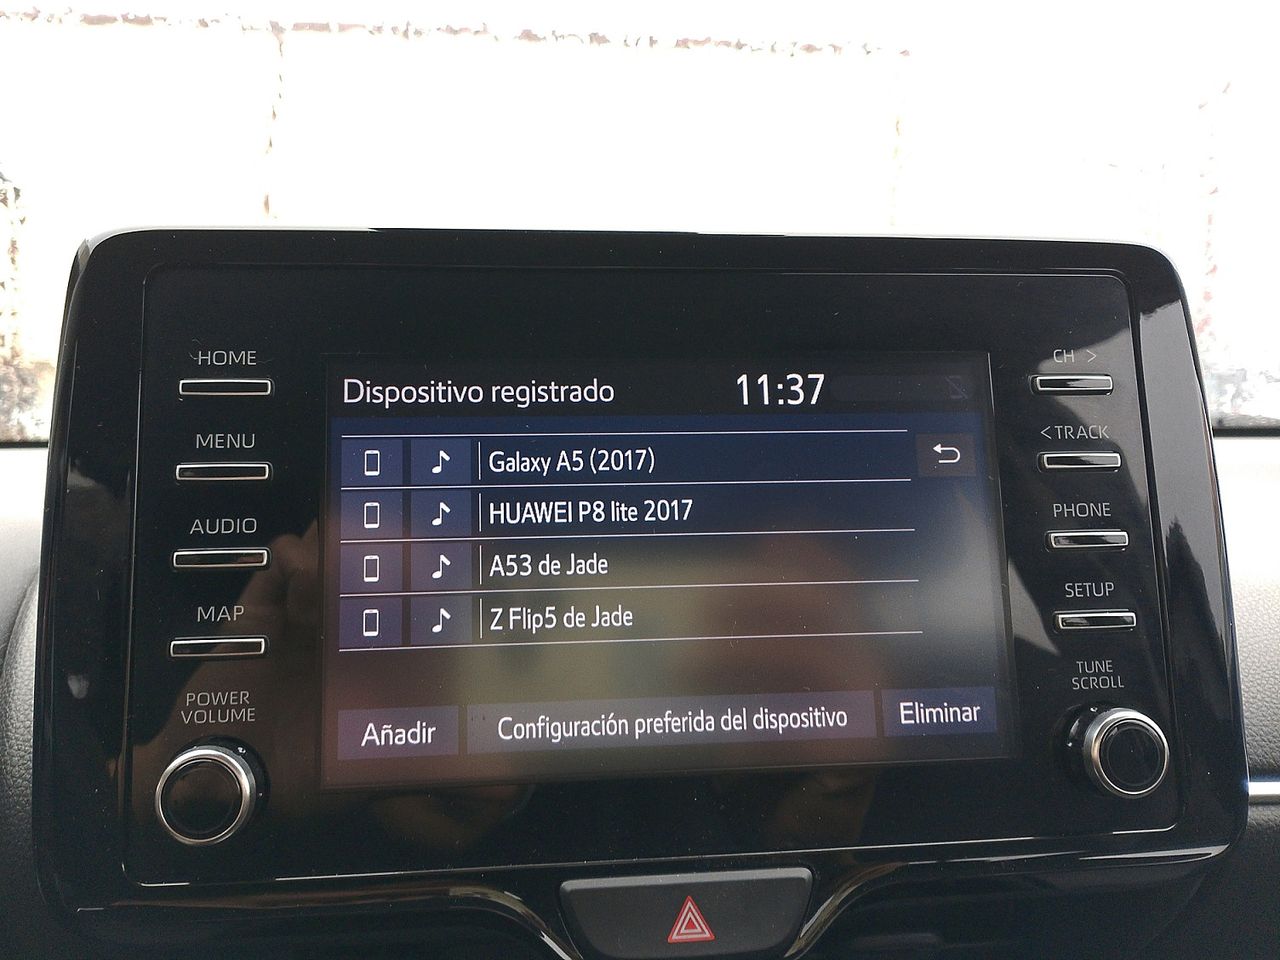 HOME
MENU
AUDIO
MAP
POWER
VOLUME
Dispositivo registrado 11:37
Galaxy A5 (2017)
HUAWEI P8 lite 2017
A53 de Jade
Z Flip5 de Jade
Añadir Configuración preferida del dispositivo Eliminar
CH >
< TRACK
PHONE
SETUP
TUNE
SCROLL